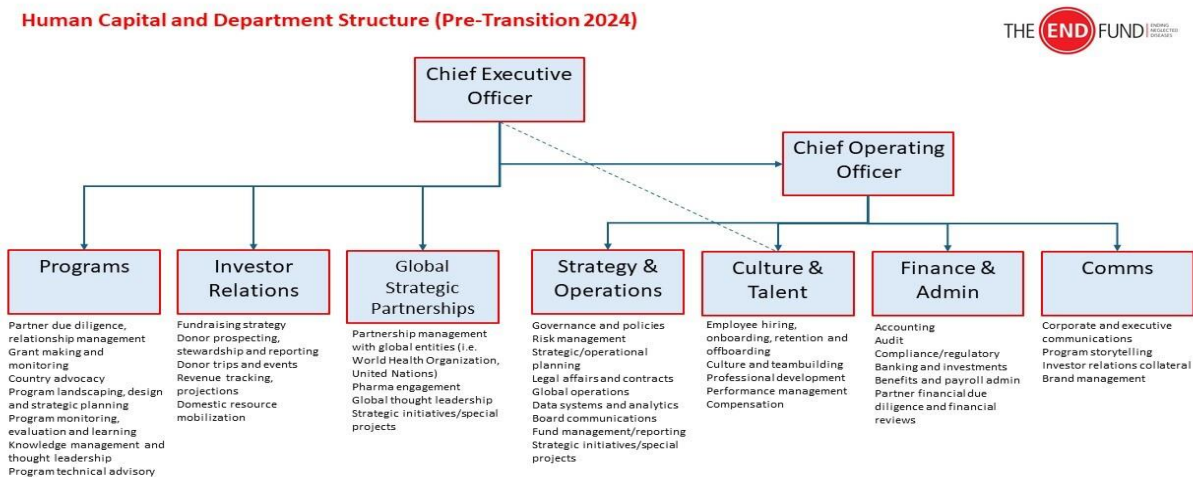 Human Capital and Department Structure (Pre-Transition 2024)
THE END FUND
ENDING
NEGLECTED
DISEASES
Chief Executive
Officer
Chief Operating
Officer
Programs
Partner due diligence,
relationship management
Grant making and
monitoring
Country advocacy
Program landscaping, design
and strategic planning
Program monitoring,
evaluation and learning
Knowledge management and
thought leadership
Program technical advisory
Investor
Relations
Fundraising strategy
Donor prospecting,
stewardship and reporting
Donor trips and events
Revenue tracking,
projections
Domestic resource
mobilization
Global
Strategic
Partnerships
Partnership management
with global entities (i.e.
World Health Organization,
United Nations)
Pharma engagement
Global thought leadership
Strategic initiatives/special
projects
Strategy &
Operations
Governance and policies
Risk management
Strategic/operational
planning
Legal affairs and contracts
Global operations
Data systems and analytics
Board communications
Fund management/reporting
Strategic initiatives/special
projects
Culture &
Talent
Employee hiring,
onboarding, retention and
offboarding
Culture and teambuilding
Professional development
Performance management
Compensation
Finance &
Admin
Accounting
Audit
Compliance/regulatory
Banking and investments
Benefits and payroll admin
Partner financial due
diligence and financial
reviews
Comms
Corporate and executive
communications
Program storytelling
Investor relations collateral
Brand management